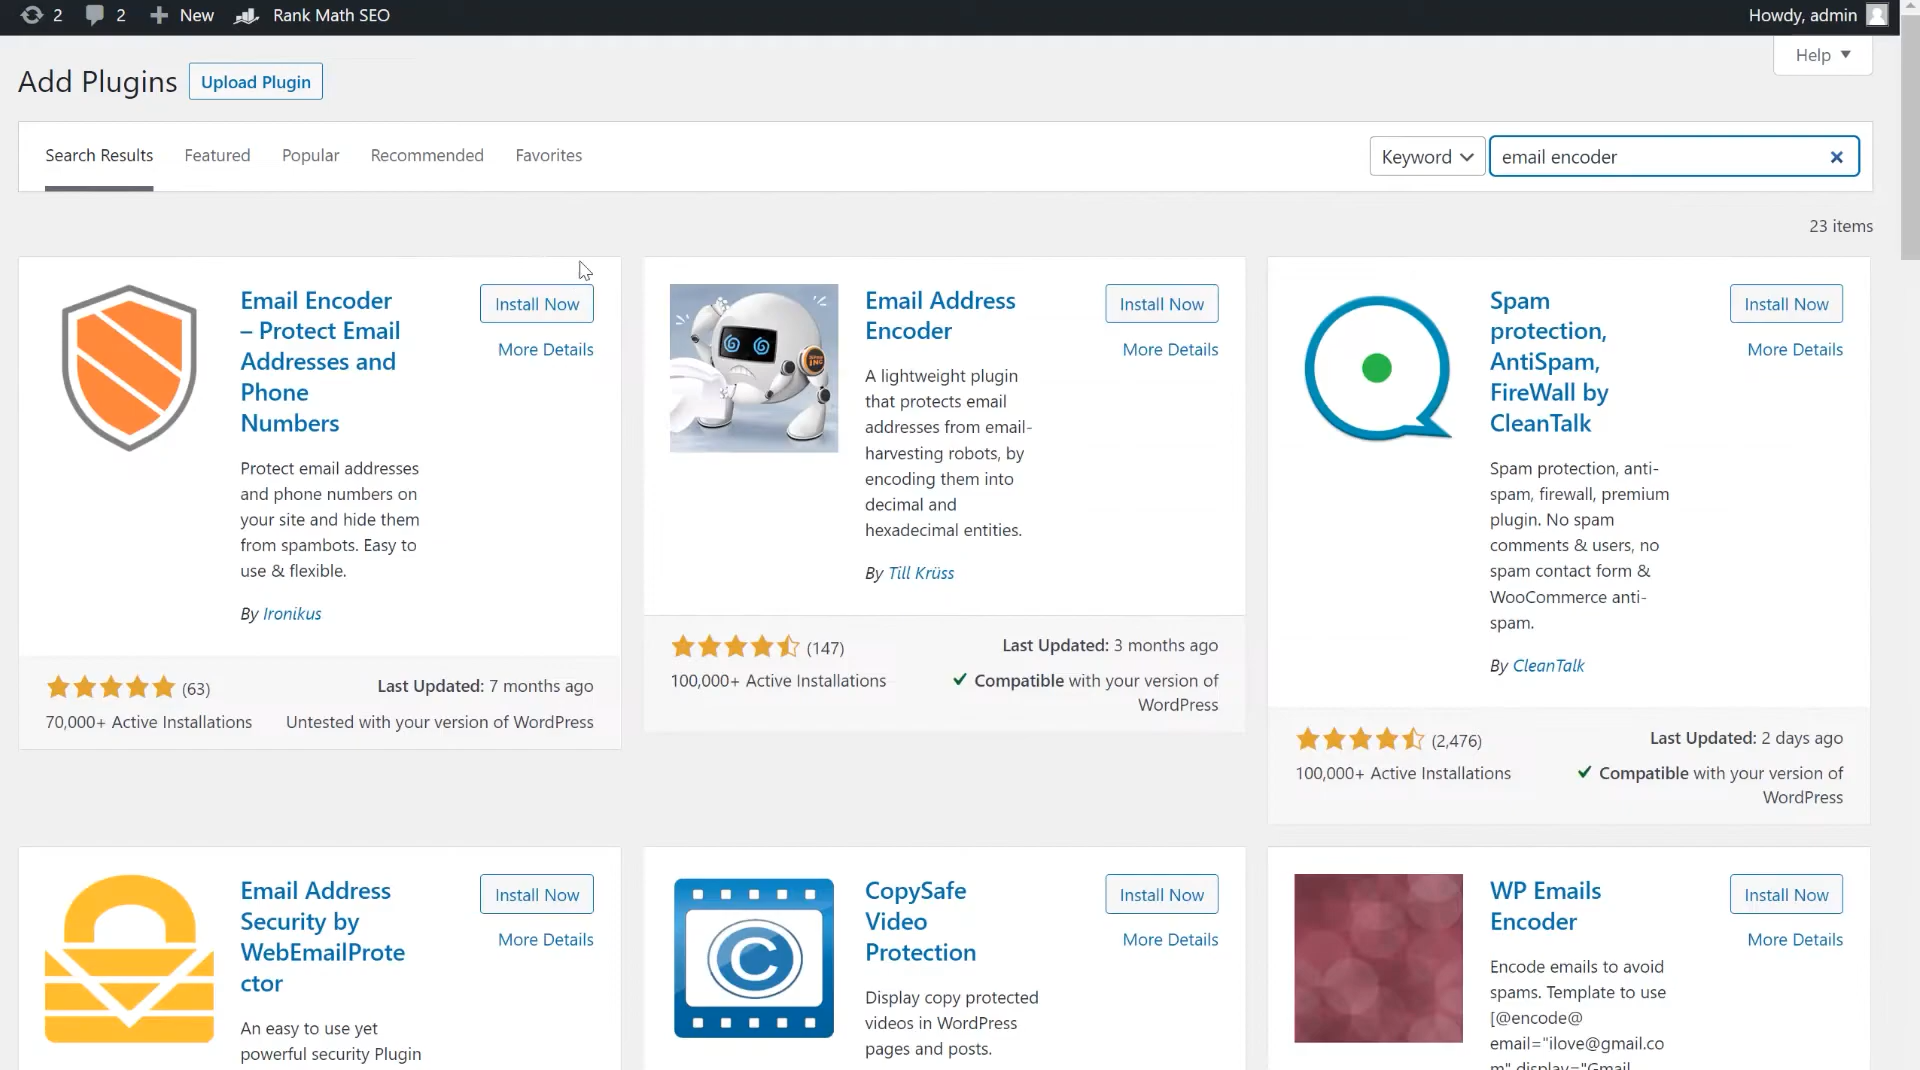 2 2 New Rank Math SEO Howdy, admin
Help
Add Plugins Upload Plugin
Search Results Featured Popular Recommended Favorites Keyword email encoder
23 items
Email Encoder
– Protect Email
Addresses and
Phone
Numbers
Install Now
More Details
Protect email addresses
and phone numbers on
your site and hide them
from spambots. Easy to
use & flexible.
By Ironikus
(63)
Last Updated: 7 months ago
70,000+ Active Installations
Untested with your version of WordPress
Email Address
Encoder
Install Now
More Details
A lightweight plugin
that protects email
addresses from email-
harvesting robots, by
encoding them into
decimal and
hexadecimal entities.
By Till Krüss
(147)
Last Updated: 3 months ago
100,000+ Active Installations
Compatible with your version of
WordPress
Spam
protection,
AntiSpam,
FireWall by
CleanTalk
Install Now
More Details
Spam protection, anti-
spam, firewall, premium
plugin. No spam
comments & users, no
spam contact form &
WooCommerce anti-
spam.
By CleanTalk
(2,476)
Last Updated: 2 days ago
100,000+ Active Installations
Compatible with your version of
WordPress
Email Address
Security by
WebEmailProte
ctor
Install Now
More Details
An easy to use yet
powerful security Plugin
CopySafe
Video
Protection
Install Now
More Details
Display copy protected
videos in WordPress
pages and posts.
WP Emails
Encoder
Install Now
More Details
Encode emails to avoid
spams. Template to use
[@encode@
email="ilove@gmail.co
m" display="Gmail